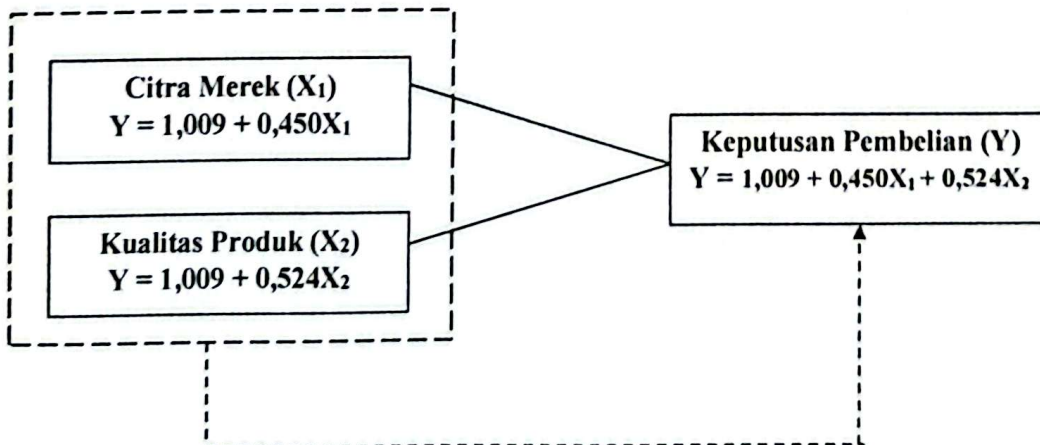 Citra Merek (X₁)
Y = 1,009 + 0,450X₁
Kualitas Produk (X₂)
Y = 1,009 + 0,524X₂
Keputusan Pembelian (Y)
Y = 1,009 + 0,450X₁ + 0,524X₂